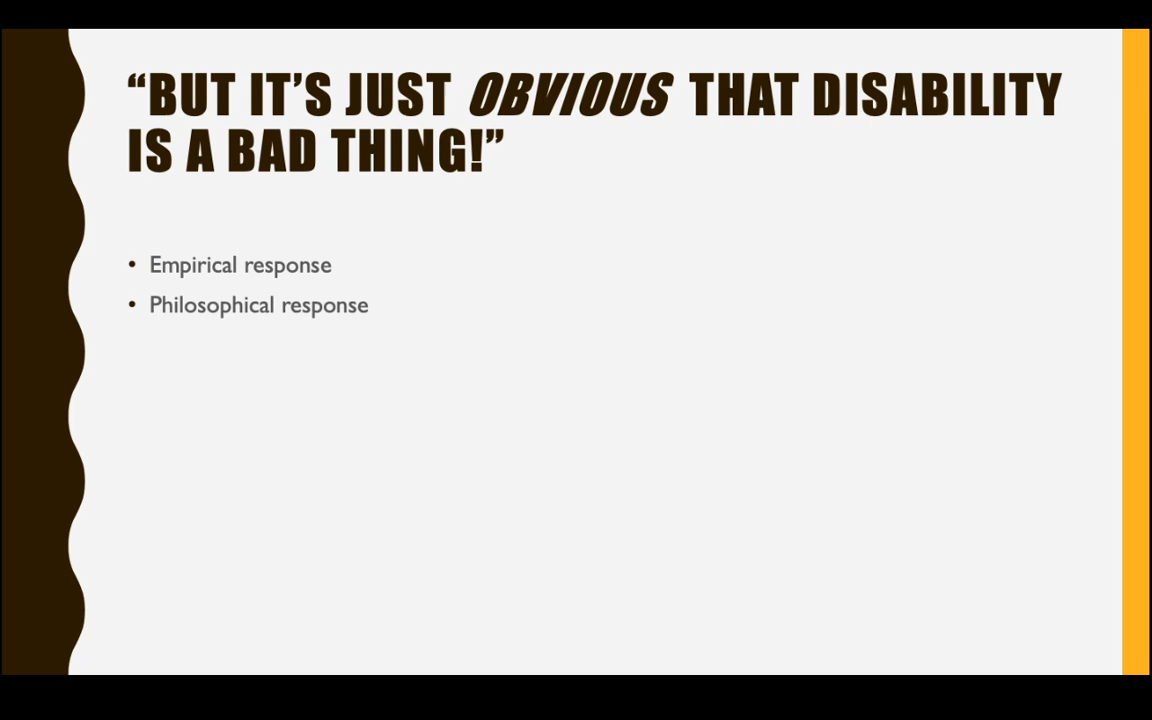 “BUT IT’S JUST OBVIOUS THAT DISABILITY
IS A BAD THING!”
• Empirical response
• Philosophical response